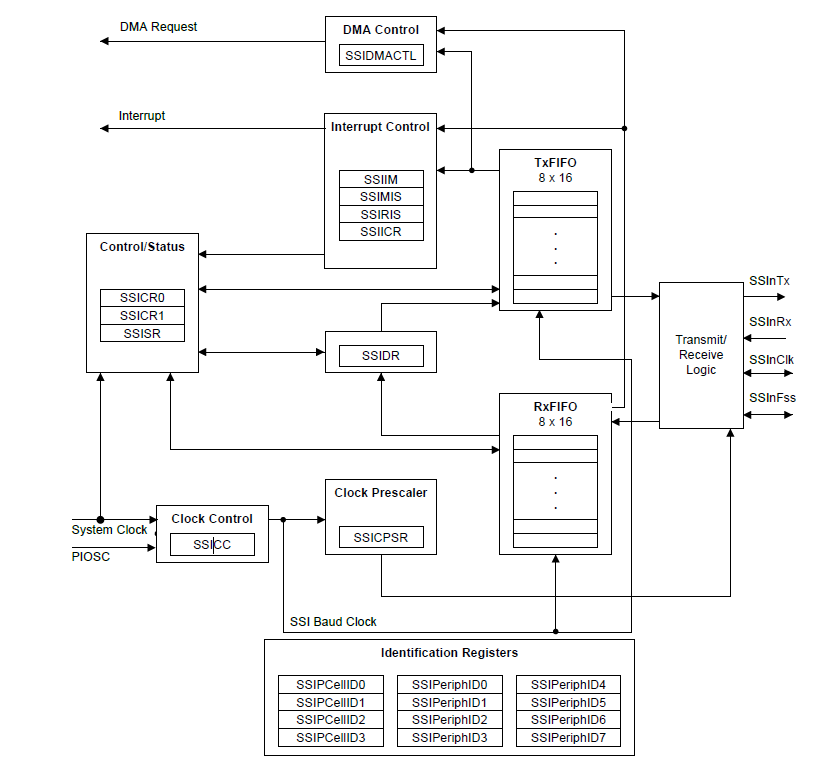 DMA Request
DMA Control
SSIDMACTL
Interrupt
Interrupt Control
SSIIM
SSIMIS
SSIRIS
SSIICR
TxFIFO
8 x 16
.
.
.
Control/Status
SSICR0
SSICR1
SSISR
SSIDR
Transmit/
Receive
Logic
SSInTx
SSInRx
SSInClk
SSInFss
RxFIFO
8 x 16
.
.
.
System Clock
PIOSC
Clock Control
SSICC
Clock Prescaler
SSICPSR
SSI Baud Clock
Identification Registers
SSIPCellID0
SSIPCellID1
SSIPCellID2
SSIPCellID3
SSIPeriphID0
SSIPeriphID1
SSIPeriphID2
SSIPeriphID3
SSIPeriphID4
SSIPeriphID5
SSIPeriphID6
SSIPeriphID7